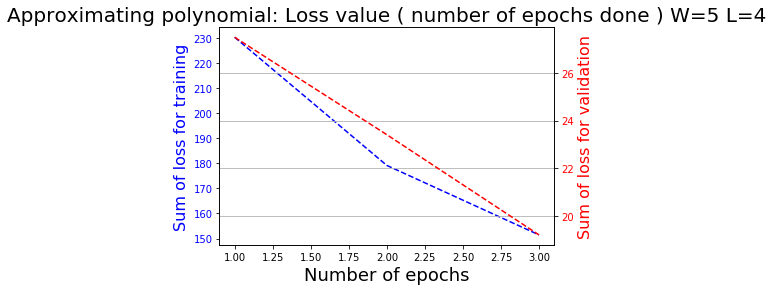 Approximating polynomial: Loss value ( number of epochs done ) W=5 L=4
Sum of loss for training
230
220
210
200
190
180
170
160
150
26
24
22
20
Sum of loss for validation
1.00 1.25 1.50 1.75 2.00 2.25 2.50 2.75 3.00
Number of epochs